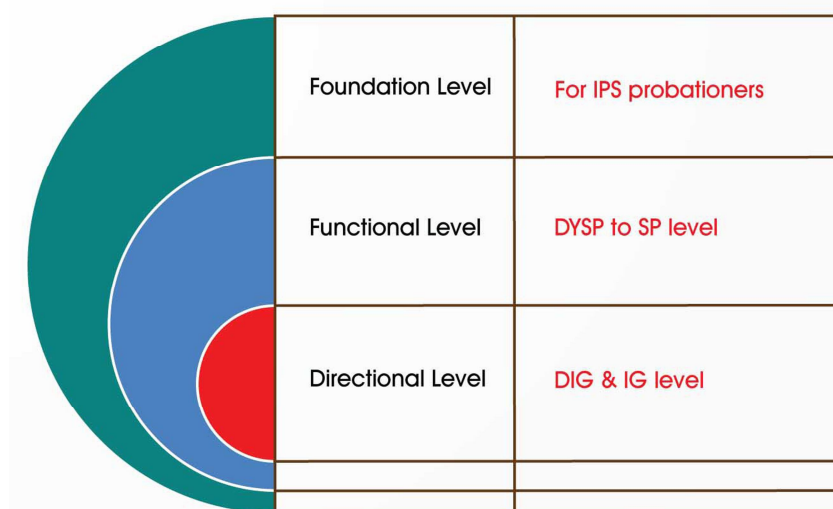 Foundation Level For IPS probationers
Functional Level DYSP to SP level
Directional Level DIG & IG level